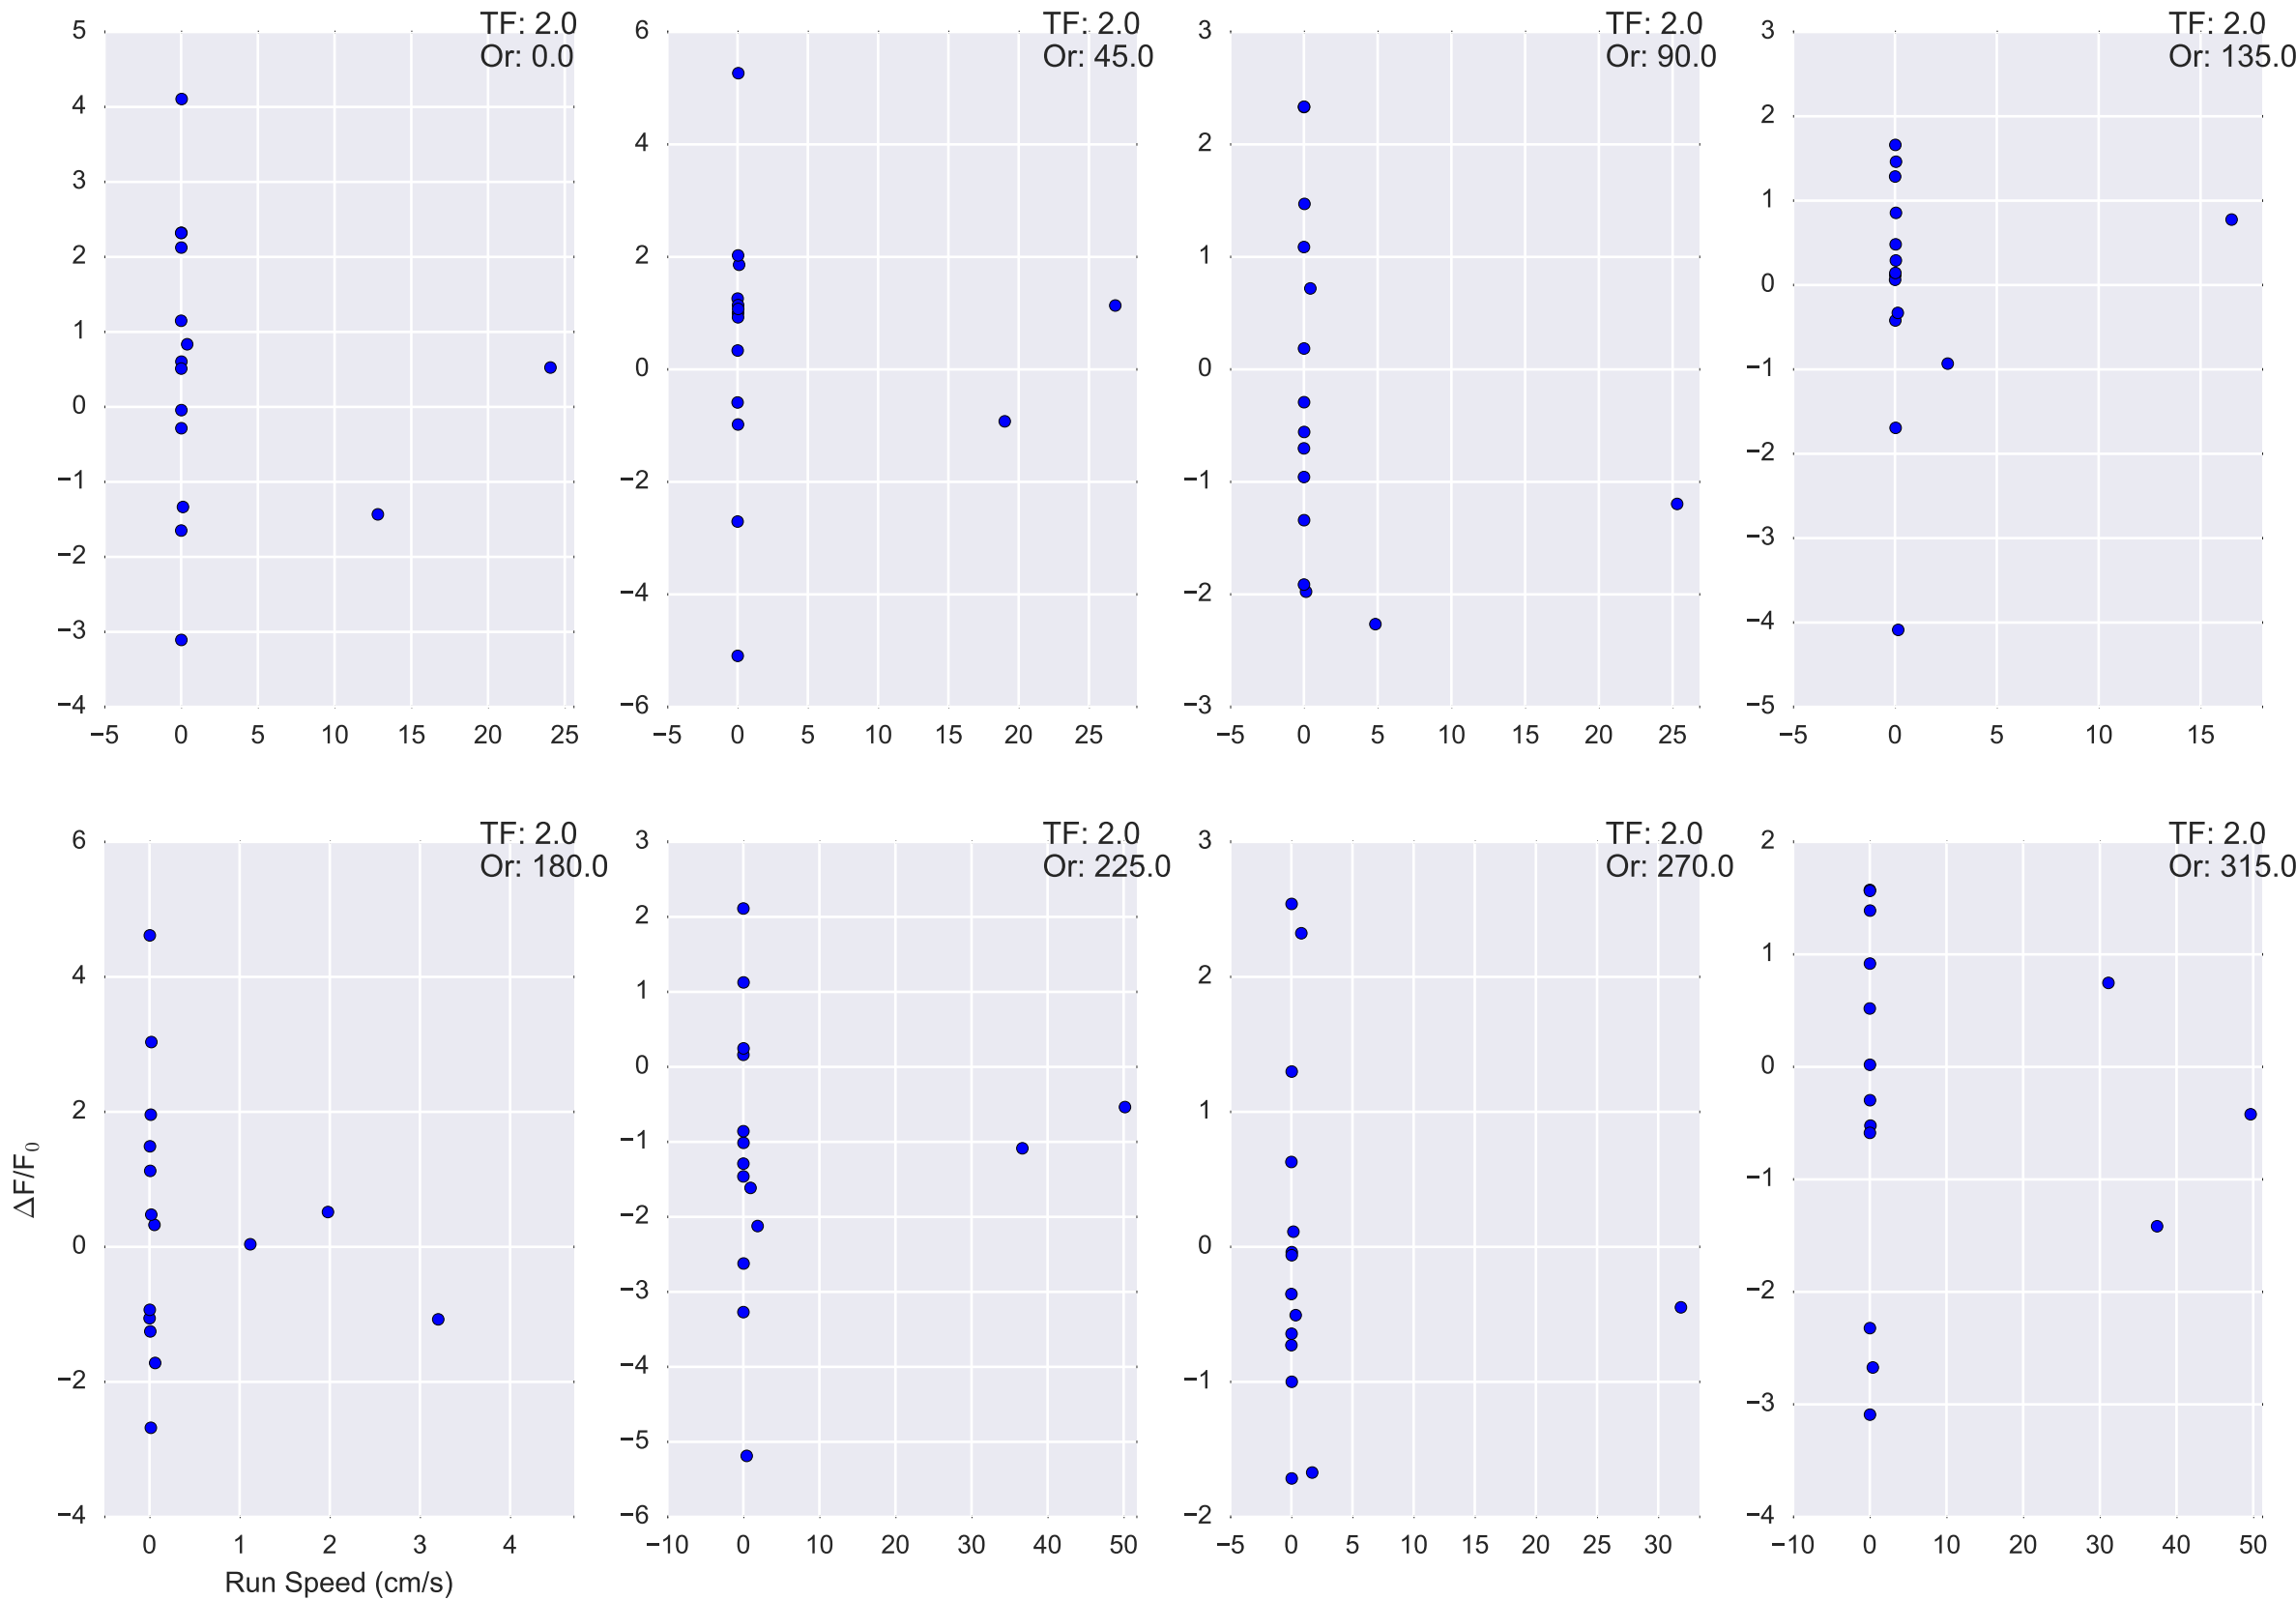 TF: 2.0
Or: 0.0
5
4
3
2
1
0
−1
−2
−3
−4
−5 0 5 10 15 20 25
TF: 2.0
Or: 45.0
6
4
2
0
−2
−4
−6
−5 0 5 10 15 20 25
TF: 2.0
Or: 90.0
3
2
1
0
−1
−2
−3
−5 0 5 10 15 20 25
TF: 2.0
Or: 135.0
3
2
1
0
−1
−2
−3
−4
−5
−5 0 5 10 15
TF: 2.0
Or: 180.0
6
4
2
0
−2
−4
0 1 2 3 4
ΔF/F₀
Run Speed (cm/s)
TF: 2.0
Or: 225.0
3
2
1
0
−1
−2
−3
−4
−5
−6
−10 0 10 20 30 40 50
TF: 2.0
Or: 270.0
3
2
1
0
−1
−2
−5 0 5 10 15 20 25 30
TF: 2.0
Or: 315.0
2
1
0
−1
−2
−3
−4
−10 0 10 20 30 40 50